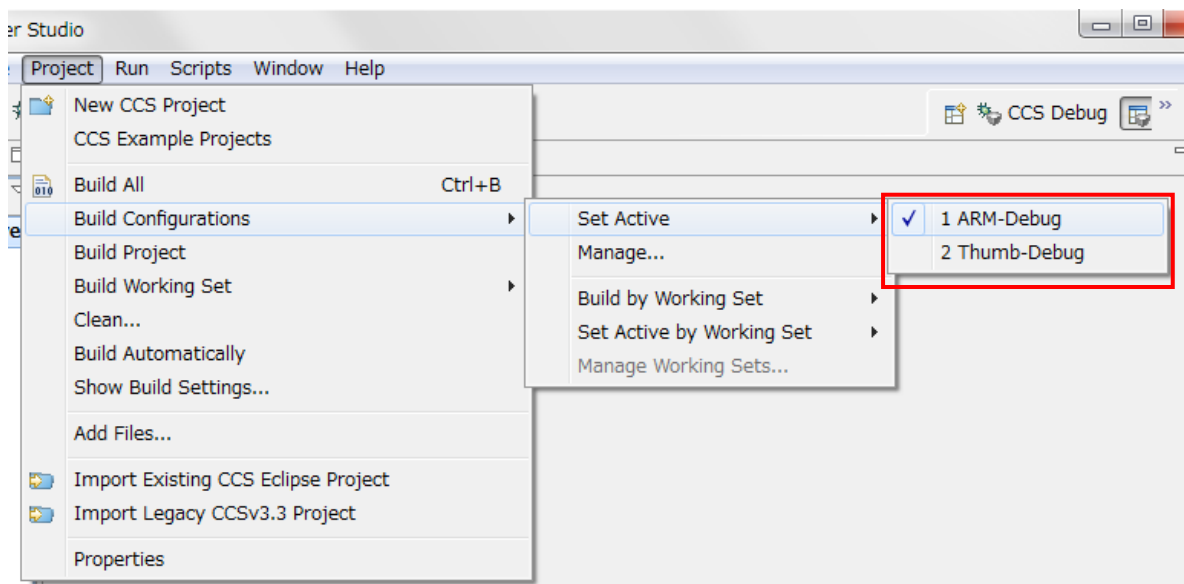 er Studio
Project Run Scripts Window Help
New CCS Project
CCS Example Projects
CCS Debug
Build All Ctrl+B
010
Build Configurations
Set Active
1 ARM-Debug
re
Build Project
Manage...
2 Thumb-Debug
Build Working Set
Build by Working Set
Clean...
Set Active by Working Set
Build Automatically
Manage Working Sets...
Show Build Settings...
Add Files...
Import Existing CCS Eclipse Project
Import Legacy CCSv3.3 Project
Properties